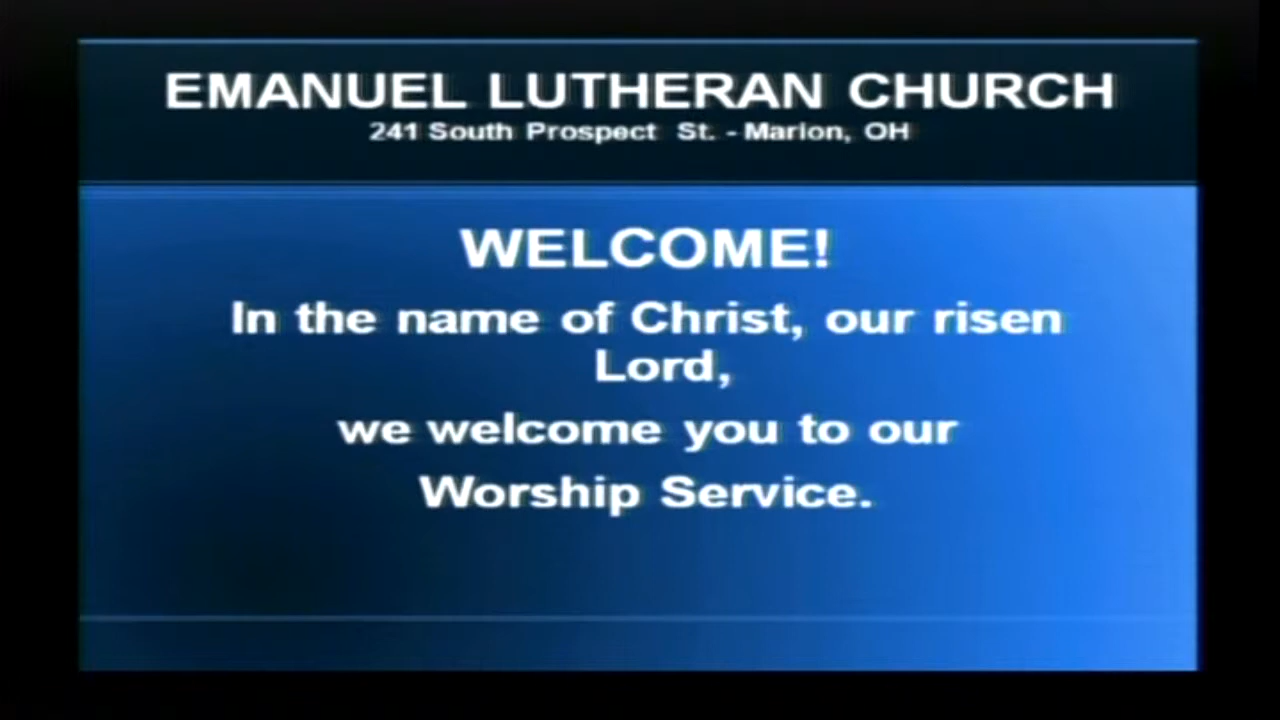 EMANUEL LUTHERAN CHURCH
241 South Prospect St. - Marion, OH
WELCOME!
In the name of Christ, our risen
Lord,
we welcome you to our
Worship Service.